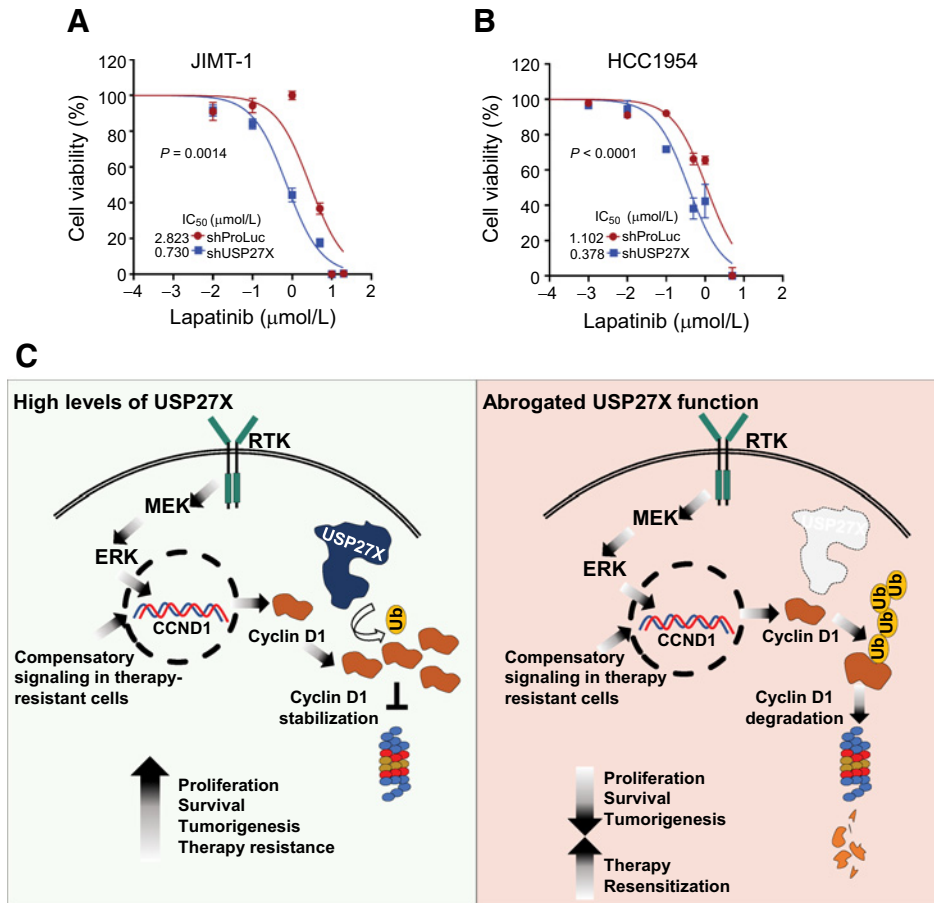 A
JIMT-1
120
100
80
60
40
20
0
Cell viability (%)
P = 0.0014
IC50 (μmol/L)
2.823 shProLuc
0.730 shUSP27X
–4 –3 –2 –1 0 1 2
Lapatinib (μmol/L)
B
HCC1954
120
100
80
60
40
20
0
Cell viability (%)
P < 0.0001
IC50 (μmol/L)
1.102 shProLuc
0.378 shUSP27X
–4 –3 –2 –1 0 1 2
Lapatinib (μmol/L)
C
High levels of USP27X
RTK
MEK
ERK
USP27X
CCND1
Ub
Cyclin D1
Compensatory
signaling in therapy-
resistant cells
Cyclin D1
stabilization
Proliferation
Survival
Tumorigenesis
Therapy resistance
Abrogated USP27X function
RTK
MEK
ERK
USP27X
CCND1
Cyclin D1
Ub
Ub
Ub
Ub
Compensatory
signaling in therapy
resistant cells
Cyclin D1
degradation
Proliferation
Survival
Tumorigenesis
Therapy
Resensitization